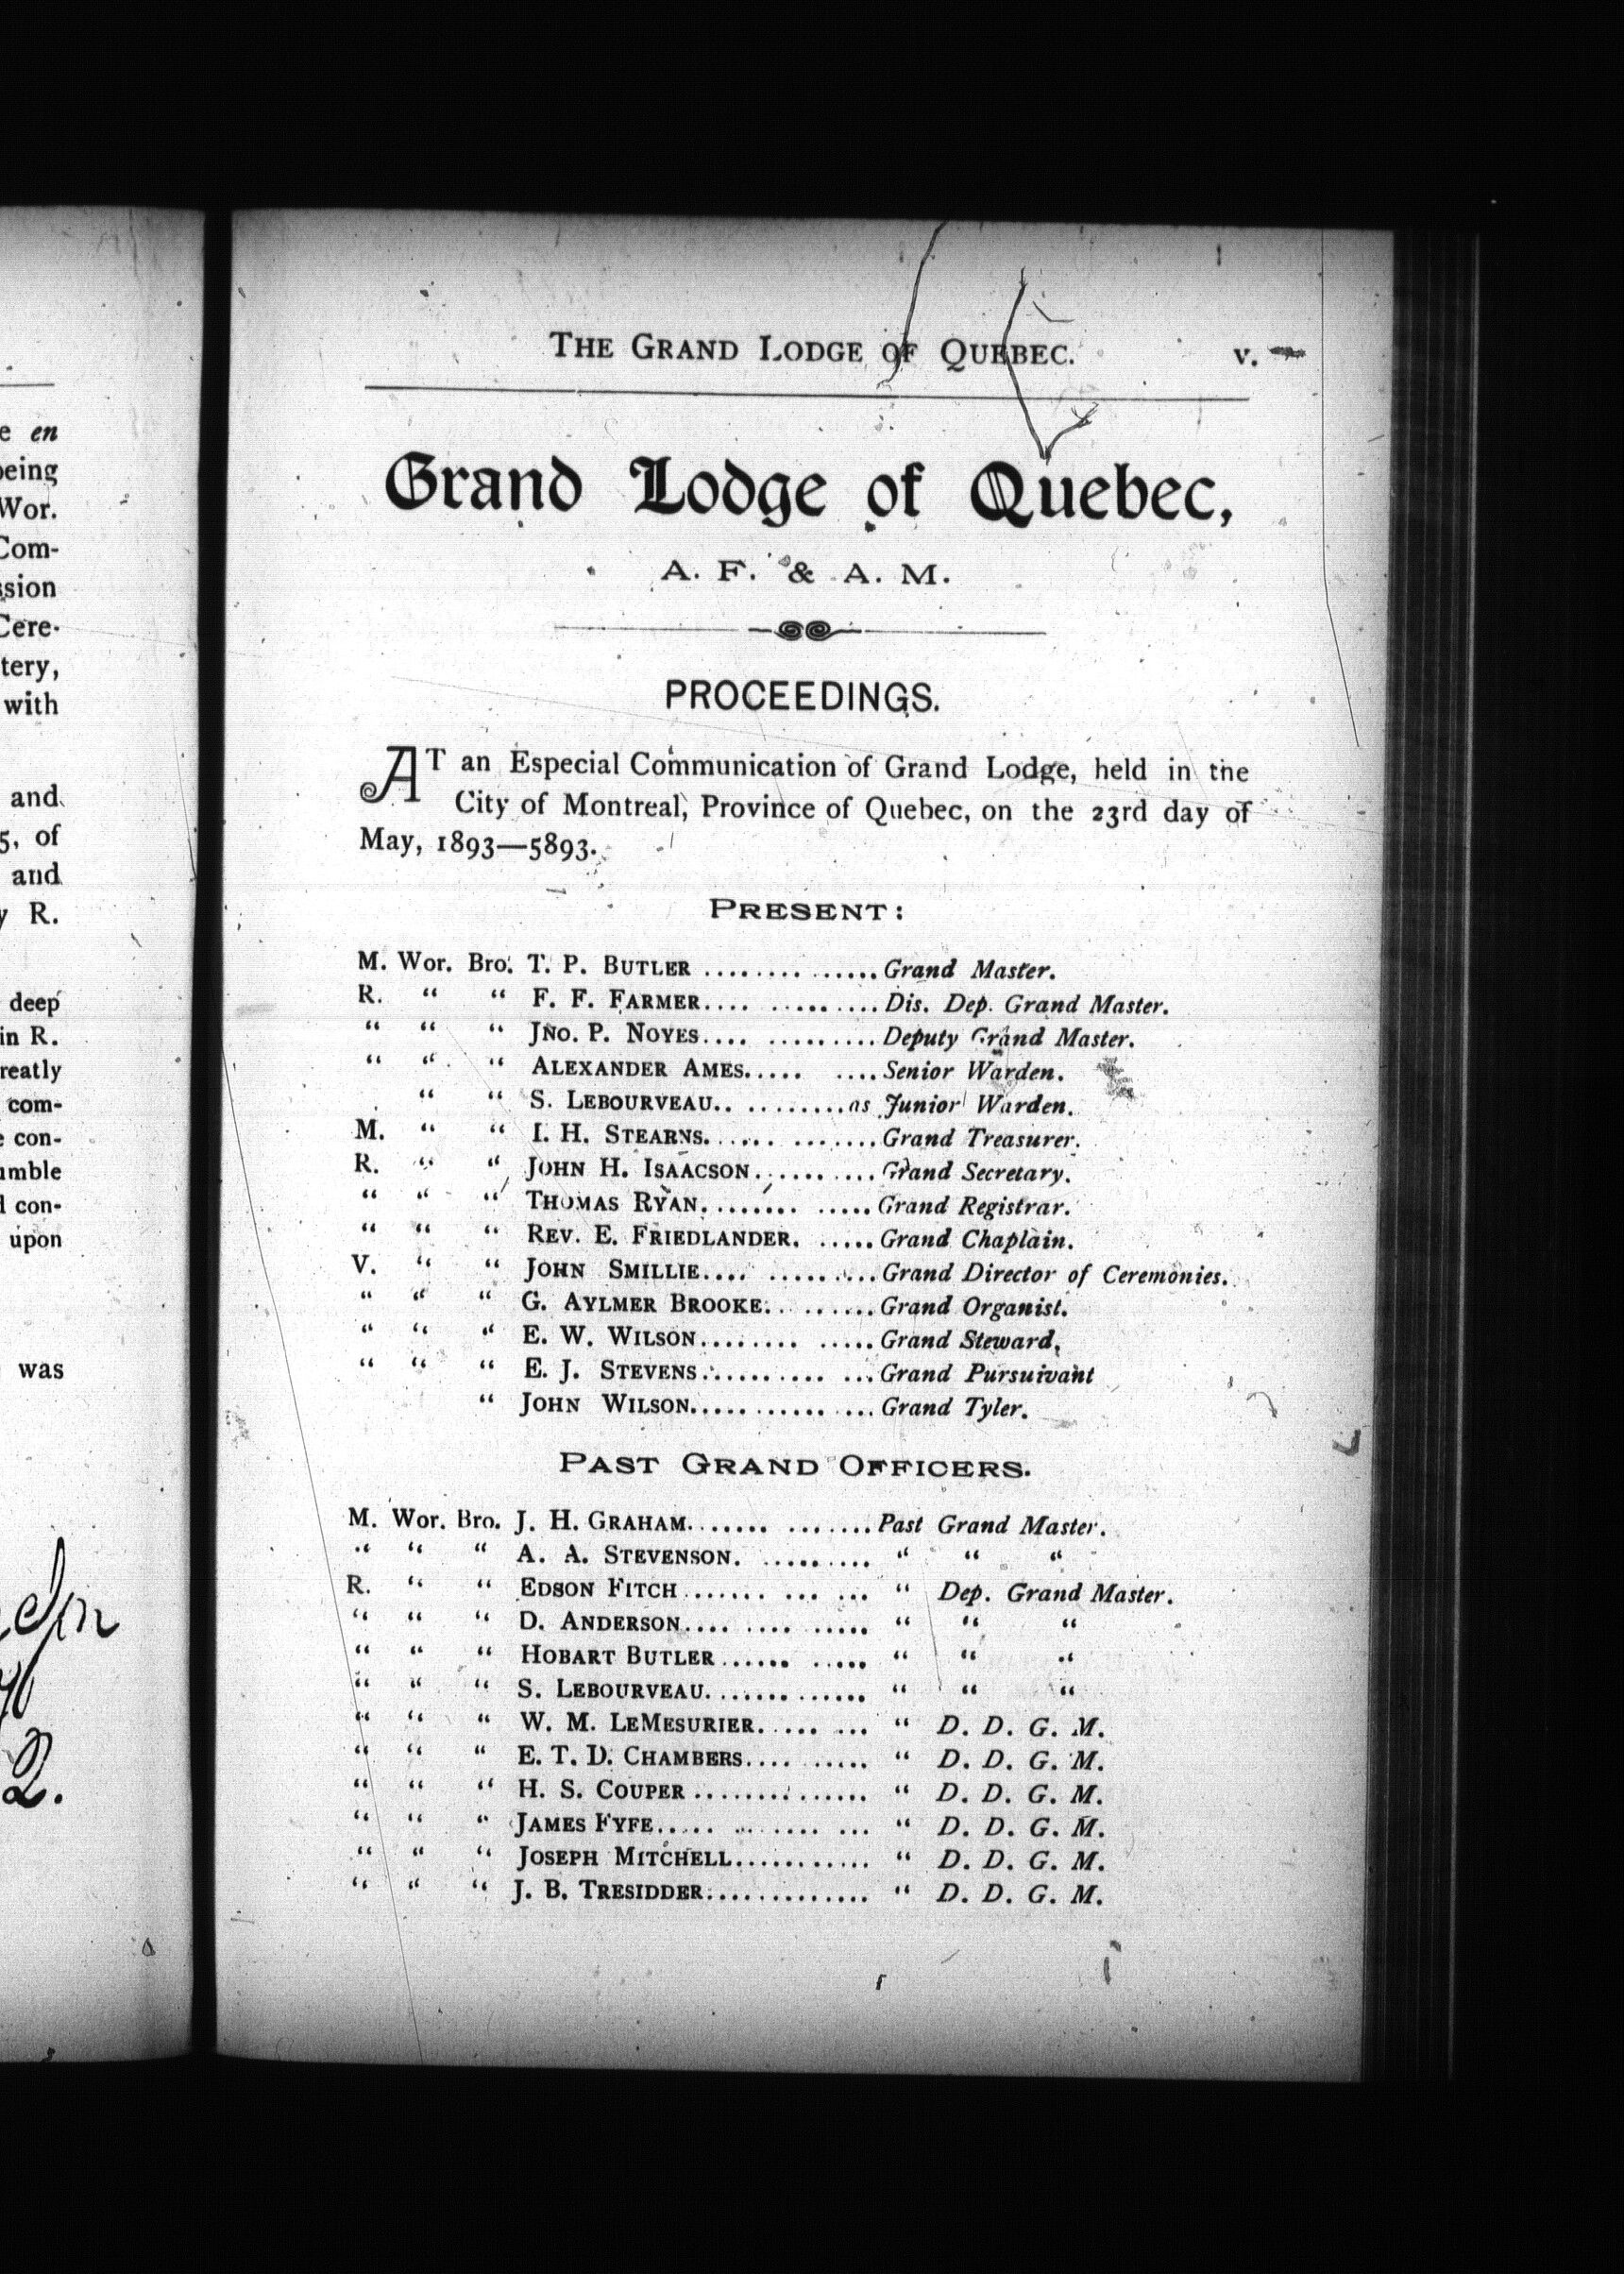 e en
being
Wor.
Com-
ssion
Cere-
tery,
with
and
5, of
and
y R.
deep
in R.
reatly
com-
e con-
umble
l con-
upon
was
2.
THE GRAND LODGE OF QUEBEC. v.
Grand Lodge of Quebec,
A. F. & A. M.
PROCEEDINGS.
AT an Especial Communication of Grand Lodge, held in the
City of Montreal, Province of Quebec, on the 23rd day of
May, 1893—5893.
PRESENT:
M. Wor. Bro. T. P. BUTLER .............. Grand Master.
R. “ “ F. F. FARMER.... ......... Dis. Dep. Grand Master.
“ “ “ JNO. P. NOYES.... ......... Deputy Grand Master.
“ “ “ ALEXANDER AMES..... .... Senior Warden.
“ “ S. LEBOURVEAU.. .........as Junior Warden.
M. “ “ I. H. STEARNS...... ....... Grand Treasurer.
R. “ “ JOHN H. ISAACSON.......... Grand Secretary.
“ “ “ THOMAS RYAN........ ..... Grand Registrar.
“ “ “ REV. E. FRIEDLANDER. ..... Grand Chaplain.
V. “ “ JOHN SMILLIE.... ......... Grand Director of Ceremonies.
“ “ “ G. AYLMER BROOKE......... Grand Organist.
“ “ “ E. W. WILSON........ ..... Grand Steward,
“ “ “ E. J. STEVENS.......... ... Grand Pursuivant
“ JOHN WILSON........... ... Grand Tyler.
PAST GRAND OFFICERS.
M. Wor. Bro. J. H. GRAHAM....... ....... Past Grand Master.
“ “ “ A. A. STEVENSON. ......... “ “ “
R. “ “ EDSON FITCH....... ... ... “ Dep. Grand Master.
“ “ “ D. ANDERSON.... .... ..... “ “ “
“ “ “ HOBART BUTLER...... ..... “ “ “
“ “ “ S. LEBOURVEAU............. “ “ “
“ “ “ W. M. LEMESURIER..... ... “ D. D. G. M.
“ “ “ E. T. D. CHAMBERS.... ..... “ D. D. G. M.
“ “ “ H. S. COUPER .............. “ D. D. G. M.
“ “ “ JAMES FYFE..... ....... ... “ D. D. G. M.
“ “ “ JOSEPH MITCHELL........... “ D. D. G. M.
“ “ “ J. B. TRESIDDER............. “ D. D. G. M.